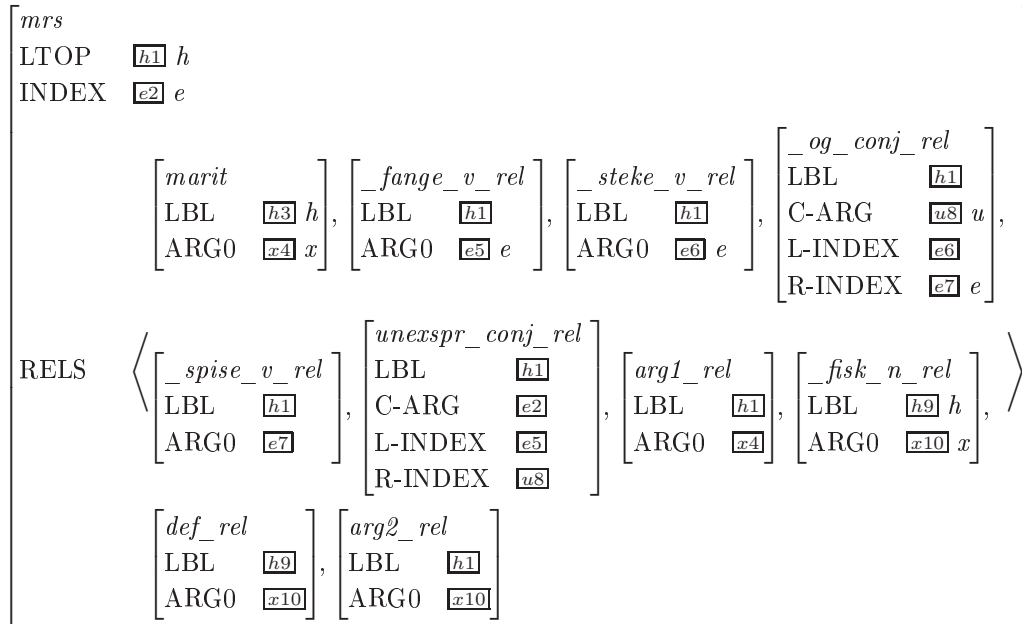 mrs
LTOP h1 h
INDEX e2 e
RELS
marit
LBL h3 h
ARG0 x4 x
_fange_v_rel
LBL h1
ARG0 e5 e
_steke_v_rel
LBL h1
ARG0 e6 e
_og_conj_rel
LBL h1
C-ARG u8 u
L-INDEX e6
R-INDEX e7 e
_spise_v_rel
LBL h1
ARG0 e7
unexspr_conj_rel
LBL h1
C-ARG e2
L-INDEX e5
R-INDEX u8
arg1_rel
LBL h1
ARG0 x4
_fisk_n_rel
LBL h9 h
ARG0 x10 x
def_rel
LBL h9
ARG0 x10
arg2_rel
LBL h1
ARG0 x10